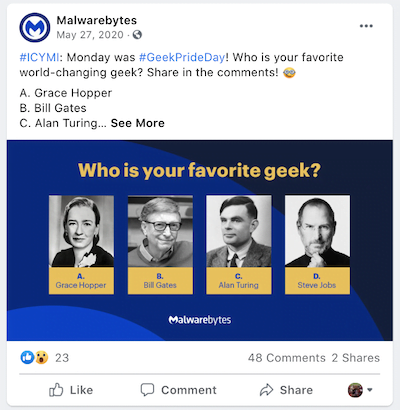 Malwarebytes
May 27, 2020 ·
#ICYMI: Monday was #GeekPrideDay! Who is your favorite
world-changing geek? Share in the comments! 🤓
A. Grace Hopper
B. Bill Gates
C. Alan Turing... See More
Who is your favorite geek?
A.
Grace Hopper
B.
Bill Gates
C.
Alan Turing
D.
Steve Jobs
Malwarebytes
23
48 Comments 2 Shares
Like Comment Share